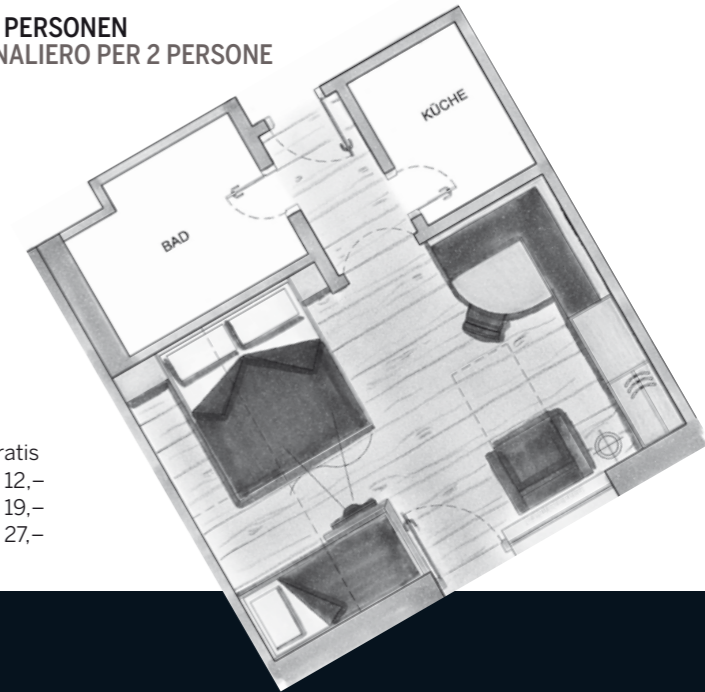 PERSONEN
NALIERO PER 2 PERSONE
KÜCHE
BAD
ratis
12,–
19,–
27,–